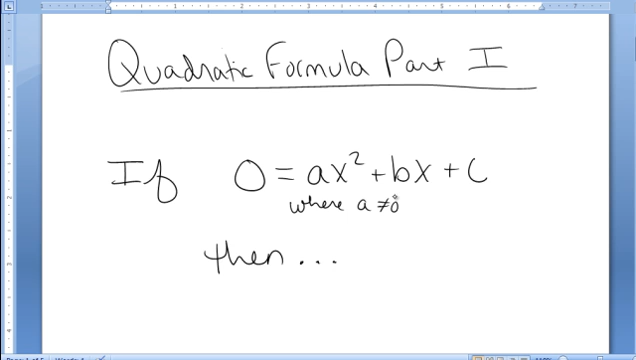 Quadratic Formula Part I
If 0 = ax² + bx + c
where a ≠ 0
then...